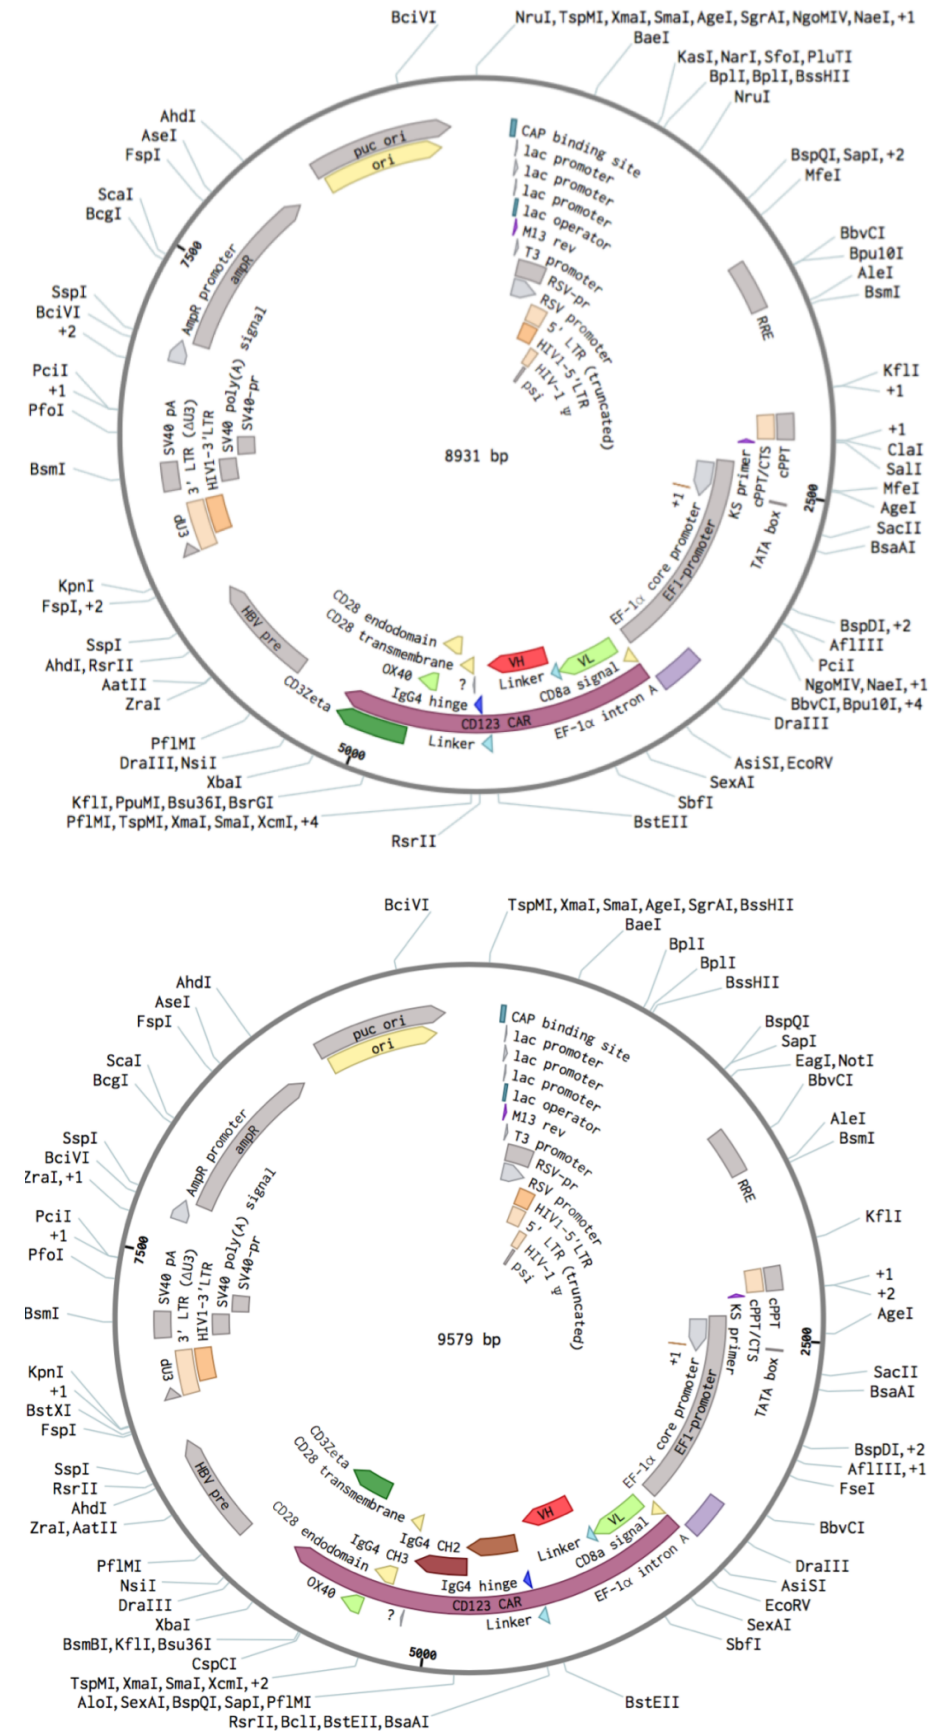 BciVI
NruI,TspMI,XmaI,SmaI,AgeI,SgrAI,NgoMIV,NaeI,+1
BaeI
KasI,NarI,SfoI,PluTI
BplI,BplI,BssHII
NruI
BspQI,SapI,+2
MfeI
BbvCI
Bpu10I
AleI
BsmI
KflI
+1
+1
ClaI
SalI
MfeI
AgeI
SacII
BsaAI
BspDI,+2
AflIII
PciI
NgoMIV,NaeI,+1
BbvCI,Bpu10I,+4
DraIII
AsiSI,EcoRV
SexAI
SbfI
BstEII
RsrII
PflMI,TspMI,XmaI,SmaI,XcmI,+4
KflI,PpuMI,Bsu36I,BsrGI
XbaI
DraIII,NsiI
PflMI
ZraI
AatII
AhdI,RsrII
SspI
FspI,+2
KpnI
BsmI
PfoI
+1
PciI
+2
BciVI
SspI
BcgI
ScaI
FspI
AseI
AhdI
7500
2500
5000
puc ori
ori
AmpR promoter
ampR
CAP binding site
lac promoter
lac promoter
lac promoter
lac operator
M13 rev
T3 promoter
RSV-pr
RSV promoter
5' LTR (truncated)
HIV1-5'LTR
HIV-1 Ψ
psi
RRE
8931 bp
SV40 pA
3' LTR (ΔU3)
HIV1-3'LTR
SV40 poly(A) signal
SV40-pr
dU3
HBV pre
KS primer
cPPT/CTS
cPPT
TATA box
+1
EF-1α core promoter
EF1-promoter
CD28 endodomain
CD28 transmembrane
OX40
?
IgG4 hinge
CD3Zeta
VH
Linker
VL
CD8a signal
EF-1α intron A
CD123 CAR
Linker
BciVI
TspMI,XmaI,SmaI,AgeI,SgrAI,BssHII
BaeI
BplI
BplI
BssHII
BspQI
SapI
EagI,NotI
BbvCI
AleI
BsmI
KflI
+1
+2
AgeI
SacII
BsaAI
BspDI,+2
AflIII,+1
FseI
BbvCI
DraIII
AsiSI
EcoRV
SexAI
SbfI
BstEII
RsrII,BclI,BstEII,BsaAI
AloI,SexAI,BspQI,SapI,PflMI
TspMI,XmaI,SmaI,XcmI,+2
CspCI
BsmBI,KflI,Bsu36I
XbaI
DraIII
NsiI
PflMI
ZraI,AatII
AhdI
RsrII
SspI
FspI
BstXI
+1
KpnI
BsmI
PfoI
+1
PciI
ZraI,+1
BciVI
SspI
BcgI
ScaI
FspI
AseI
AhdI
7500
2500
5000
puc ori
ori
AmpR promoter
ampR
CAP binding site
lac promoter
lac promoter
lac promoter
lac operator
M13 rev
T3 promoter
RSV-pr
RSV promoter
HIV1-5'LTR
5' LTR (truncated)
HIV-1 Ψ
psi
RRE
9579 bp
SV40 pA
3' LTR (ΔU3)
HIV1-3'LTR
SV40 poly(A) signal
SV40-pr
dU3
HBV pre
KS primer
cPPT/CTS
cPPT
TATA box
+1
EF-1α core promoter
EF1-promoter
CD3Zeta
CD28 transmembrane
CD28 endodomain
IgG4 CH3
IgG4 CH2
IgG4 hinge
OX40
?
VH
Linker
VL
CD8a signal
EF-1α intron A
CD123 CAR
Linker